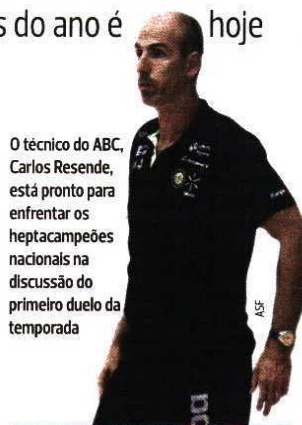 s do ano é hoje
O técnico do ABC,
Carlos Resende,
está pronto para
enfrentar os
heptacampeões
nacionais na
discussão do
primeiro duelo da
temporada
ASF